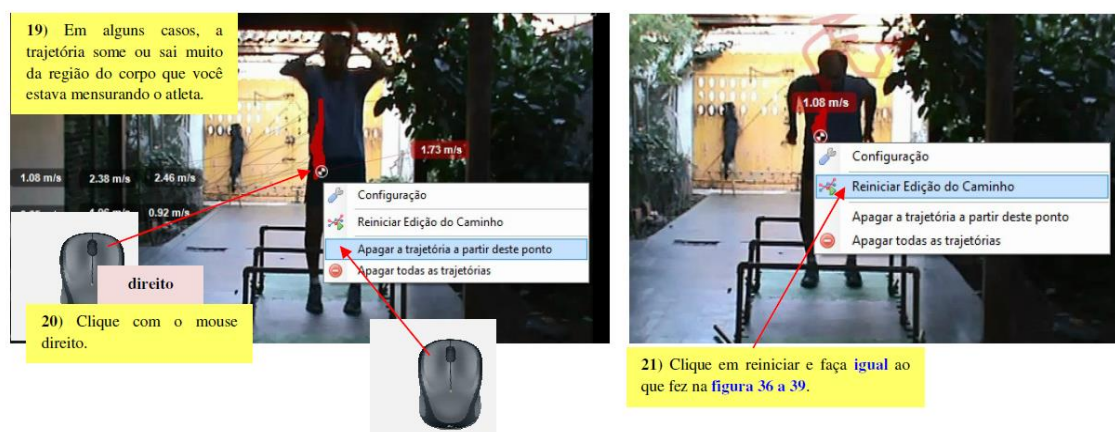 19) Em alguns casos, a
trajetória some ou sai muito
da região do corpo que você
estava mensurando o atleta.
1.73 m/s
1.08 m/s
2.38 m/s
2.46 m/s
0.92 m/s
Configuração
Reiniciar Edição do Caminho
Apagar a trajetória a partir deste ponto
Apagar todas as trajetórias
direito
20) Clique com o mouse
direito.
1.08 m/s
Configuração
Reiniciar Edição do Caminho
Apagar a trajetória a partir deste ponto
Apagar todas as trajetórias
21) Clique em reiniciar e faça igual ao
que fez na figura 36 a 39.